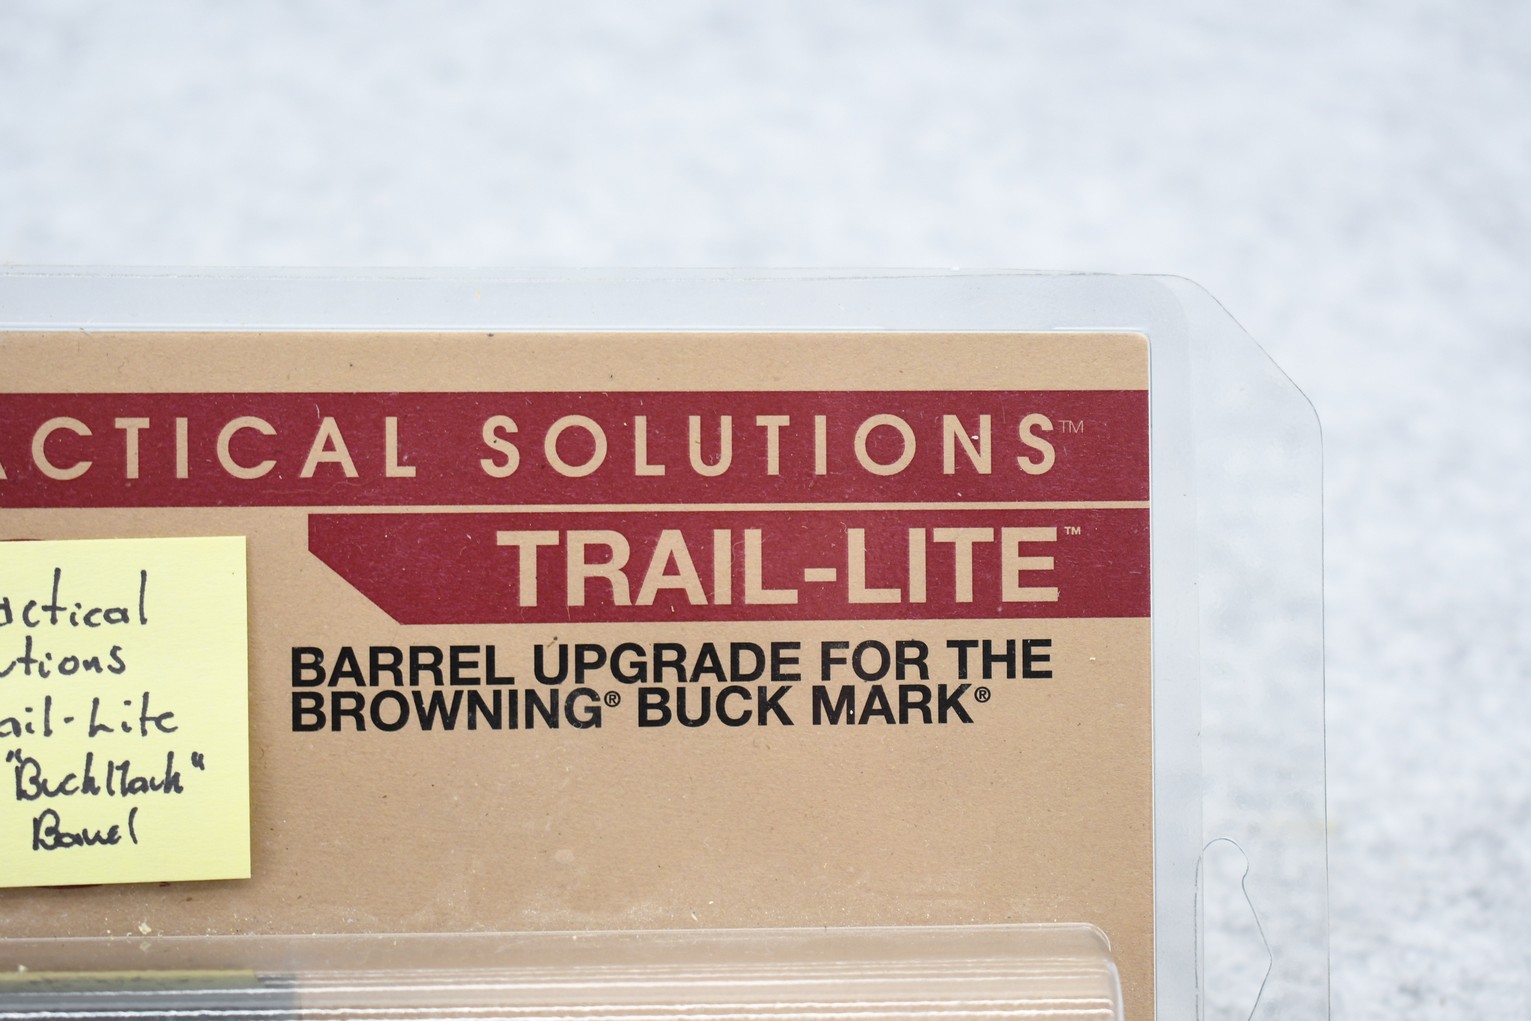 ACTICAL SOLUTIONS™
TRAIL-LITE™
BARREL UPGRADE FOR THE
BROWNING® BUCK MARK®
actical
utions
ail-Lite
"BuckMark"
Barrel